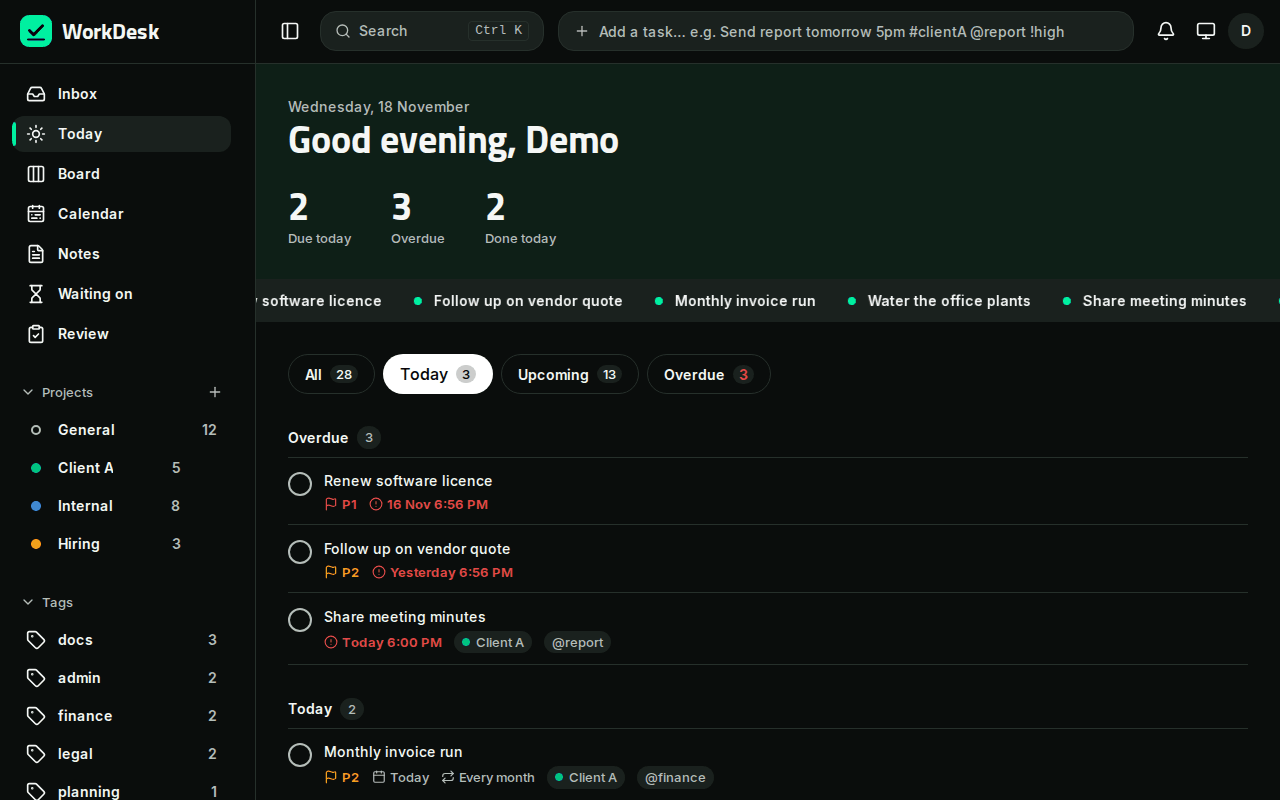 WorkDesk
Search
Ctrl K
Add a task... e.g. Send report tomorrow 5pm #clientA @report !high
D
Inbox
Today
Board
Calendar
Notes
Waiting on
Review
Projects
General 12
Client A 5
Internal 8
Hiring 3
Tags
docs 3
admin 2
finance 2
legal 2
planning 1
Wednesday, 18 November
Good evening, Demo
2 Due today
3 Overdue
2 Done today
software licence
Follow up on vendor quote
Monthly invoice run
Water the office plants
Share meeting minutes
All 28
Today 3
Upcoming 13
Overdue 3
Overdue 3
Renew software licence
P1 16 Nov 6:56 PM
Follow up on vendor quote
P2 Yesterday 6:56 PM
Share meeting minutes
Today 6:00 PM Client A @report
Today 2
Monthly invoice run
P2 Today Every month Client A @finance